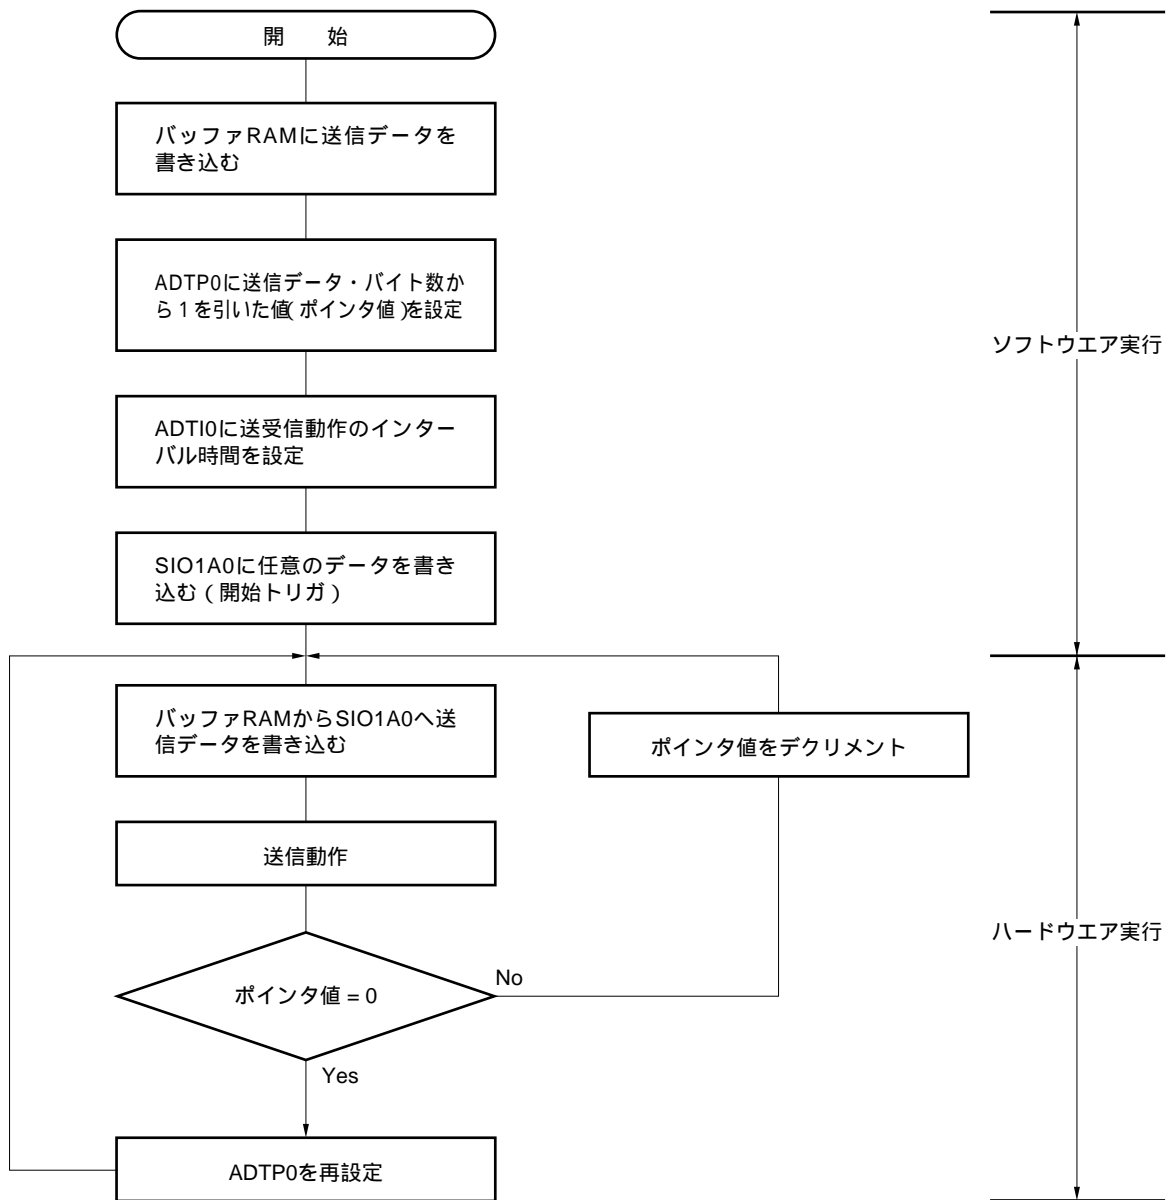 開　　始
バッファRAMに送信データを
書き込む
ADTP0に送信データ・バイト数か
ら1を引いた値(ポインタ値)を設定
ADTI0に送受信動作のインター
バル時間を設定
SIO1A0に任意のデータを書き
込む(開始トリガ)
ソフトウエア実行
バッファRAMからSIO1A0へ送
信データを書き込む
ポインタ値をデクリメント
送信動作
ポインタ値 = 0
No
Yes
ADTP0を再設定
ハードウエア実行